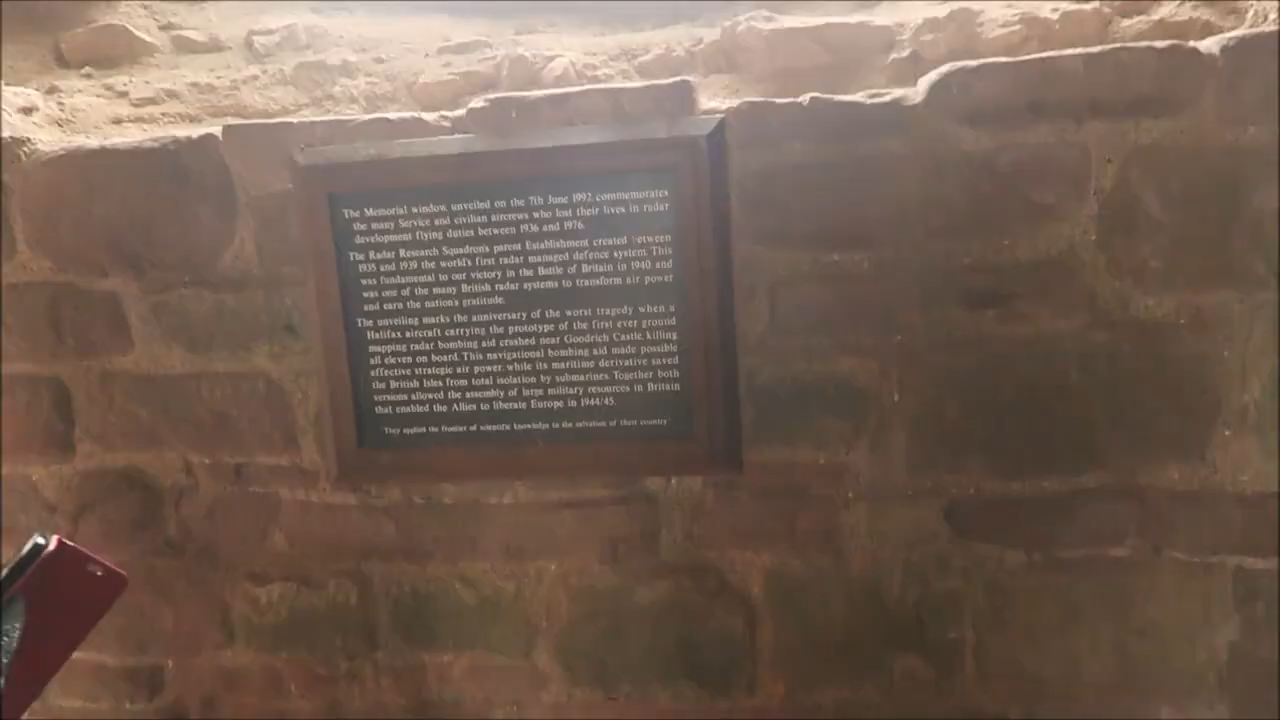 The Memorial window, unveiled on the 7th June 1992, commemorates
the many Service and civilian aircrews who lost their lives in radar
development flying duties between 1936 and 1976.
The Radar Research Squadron's parent Establishment created between
1935 and 1939 the world's first radar managed defence system. This
was fundamental to our victory in the Battle of Britain in 1940 and
was one of the many British radar systems to transform air power
and earn the nation's gratitude.
The unveiling marks the anniversary of the worst tragedy when a
Halifax aircraft carrying the prototype of the first ever ground
mapping radar bombing aid crashed near Goodrich Castle, killing
all eleven on board. This navigational bombing aid made possible
effective strategic air power, while its maritime derivative saved
the British Isles from total isolation by submarines. Together both
versions allowed the assembly of large military resources in Britain
that enabled the Allies to liberate Europe in 1944/45.
"They applied the frontier of scientific knowledge to the salvation of their country"